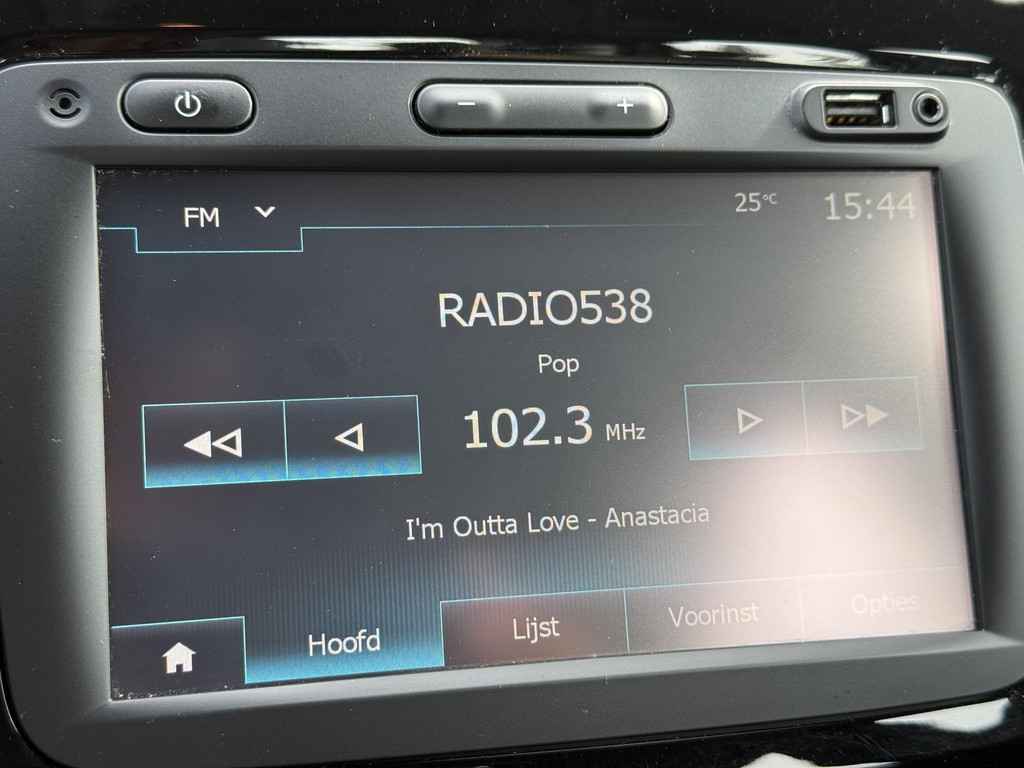 − +
FM 25°C 15:44
RADIO538
Pop
102.3 MHz
I'm Outta Love - Anastacia
Hoofd Lijst Voorinst Opties